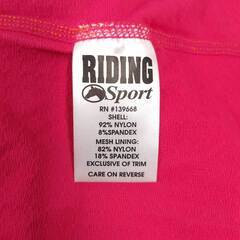 RIDING
Sport
RN #139668
SHELL:
92% NYLON
8%SPANDEX
MESH LINING:
82% NYLON
18% SPANDEX
EXCLUSIVE OF TRIM
CARE ON REVERSE